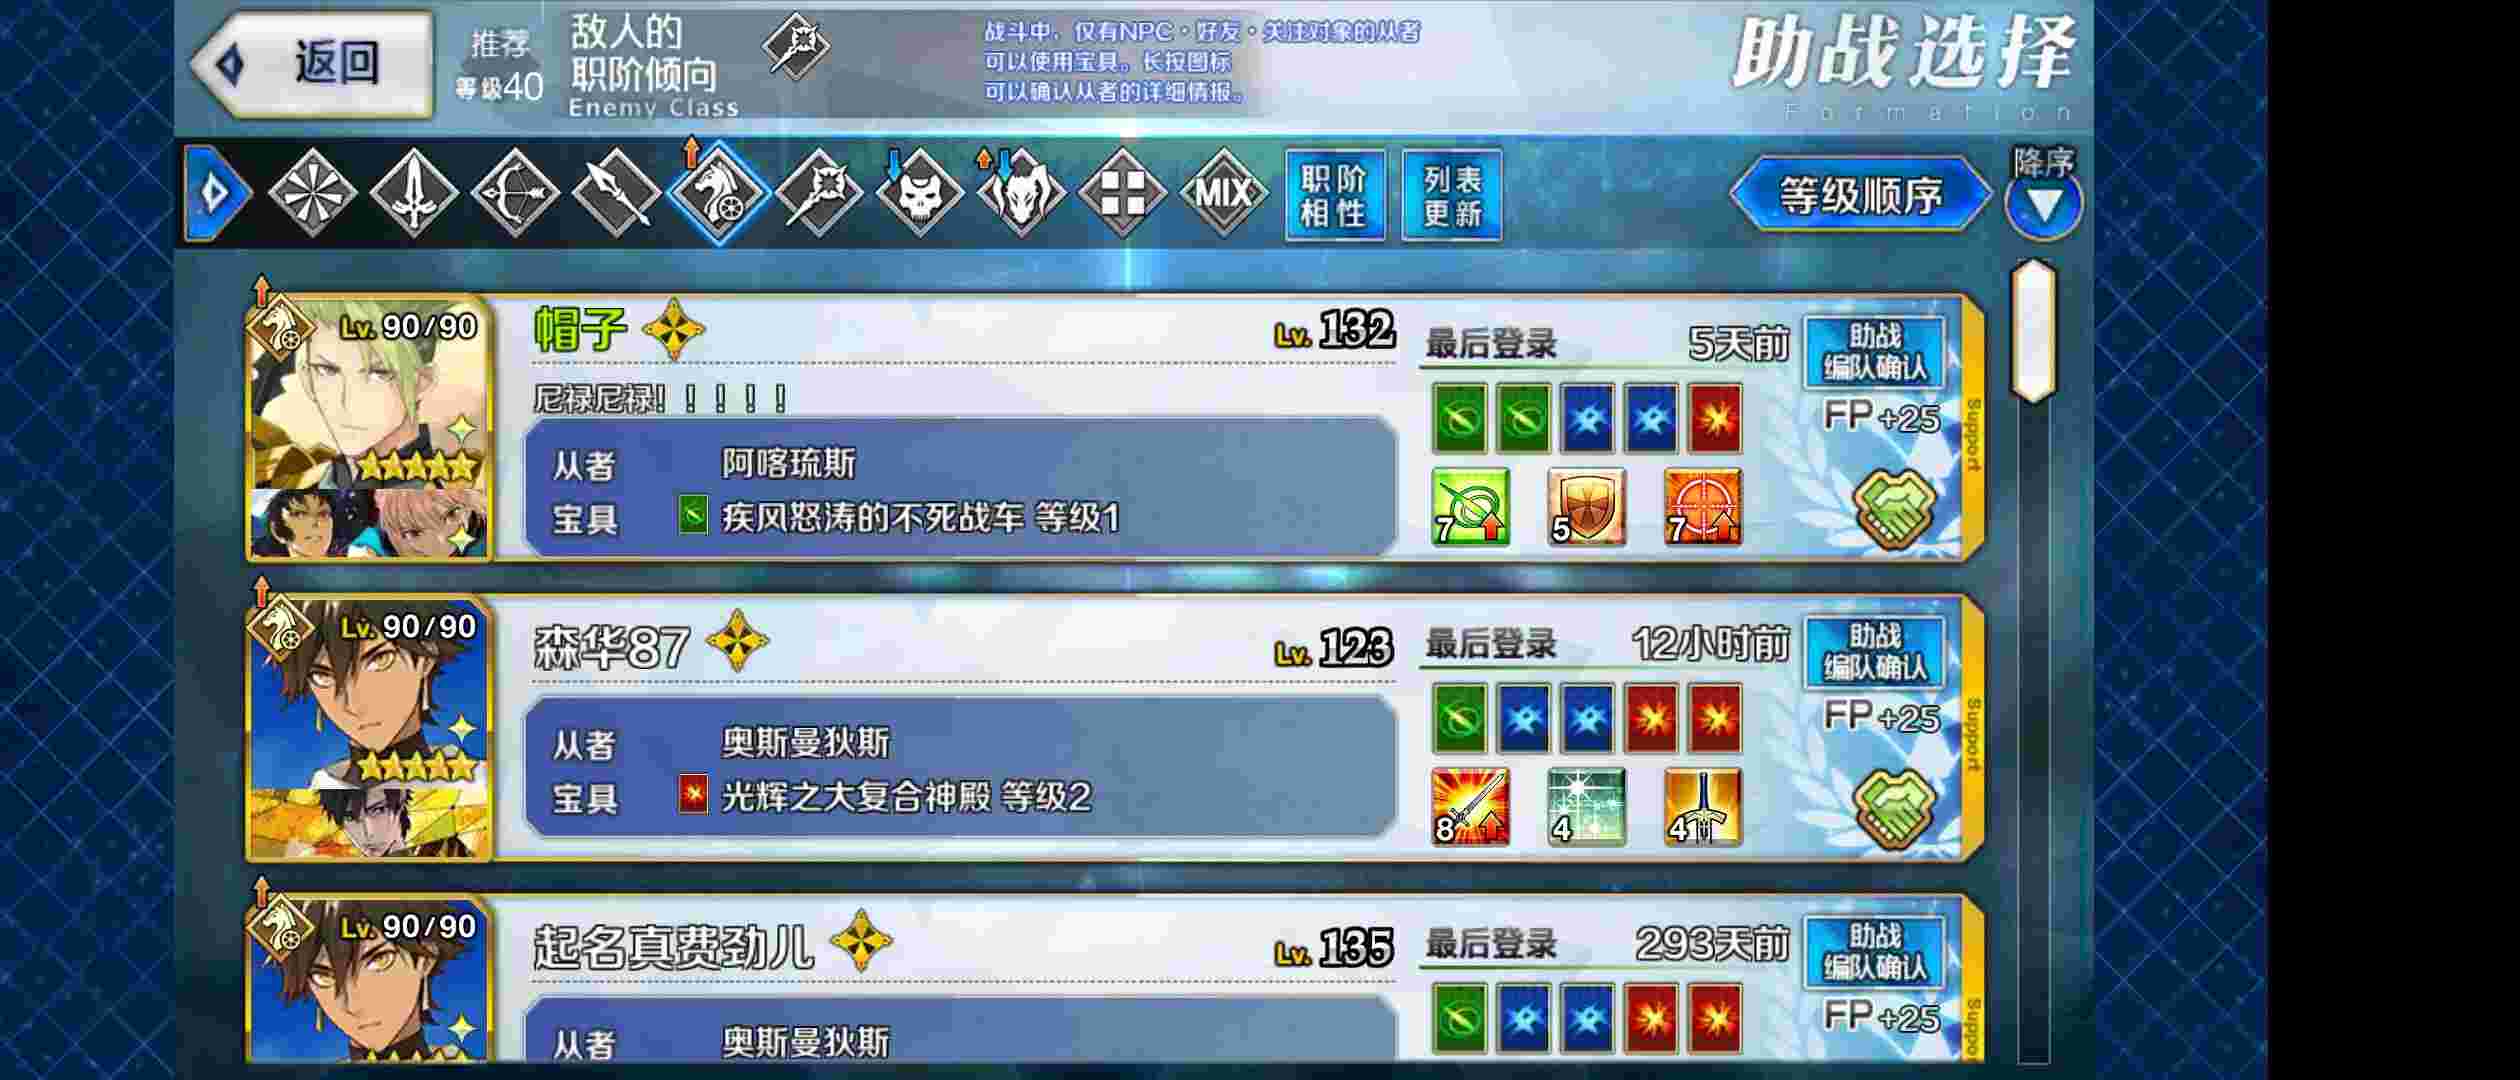 返回
推荐
等级40
敌人的
职阶倾向
Enemy Class
战斗中，仅有NPC・好友・关注对象的从者
可以使用宝具。长按图标
可以确认从者的详细情报。
助战选择
Formation
MIX
职阶
相性
列表
更新
等级顺序
降序
Lv. 90/90
帽子
Lv. 132
尼禄尼禄！！！！！
从者 阿喀琉斯
宝具 疾风怒涛的不死战车 等级1
最后登录 5天前
7 5 7
助战
编队确认
FP +25
Support
Lv. 90/90
森华87
Lv. 123
从者 奥斯曼狄斯
宝具 光辉之大复合神殿 等级2
最后登录 12小时前
8 4 4
助战
编队确认
FP +25
Support
Lv. 90/90
起名真费劲儿
Lv. 135
从者 奥斯曼狄斯
最后登录 293天前
助战
编队确认
FP +25
Suppo